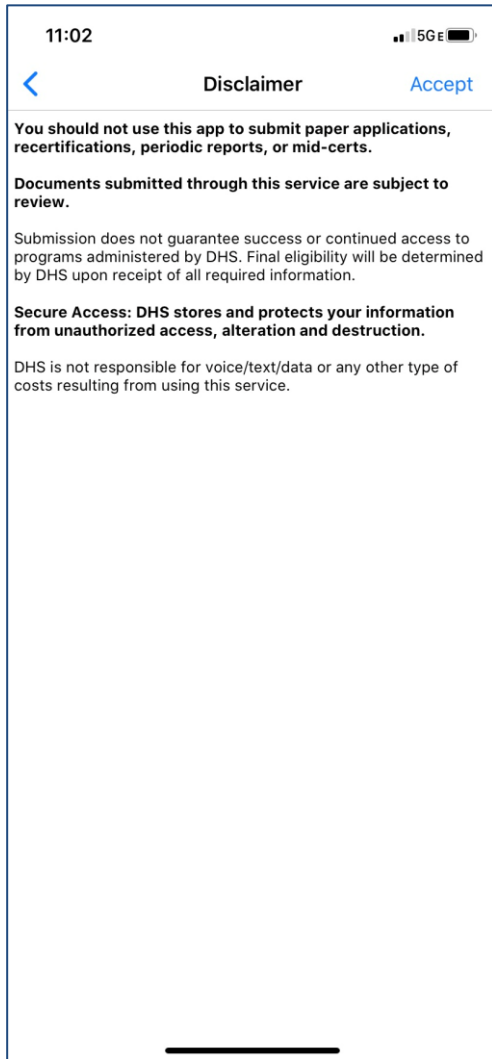 11:02
5GE
Disclaimer
Accept
You should not use this app to submit paper applications,
recertifications, periodic reports, or mid-certs.
Documents submitted through this service are subject to
review.
Submission does not guarantee success or continued access to
programs administered by DHS. Final eligibility will be determined
by DHS upon receipt of all required information.
Secure Access: DHS stores and protects your information
from unauthorized access, alteration and destruction.
DHS is not responsible for voice/text/data or any other type of
costs resulting from using this service.